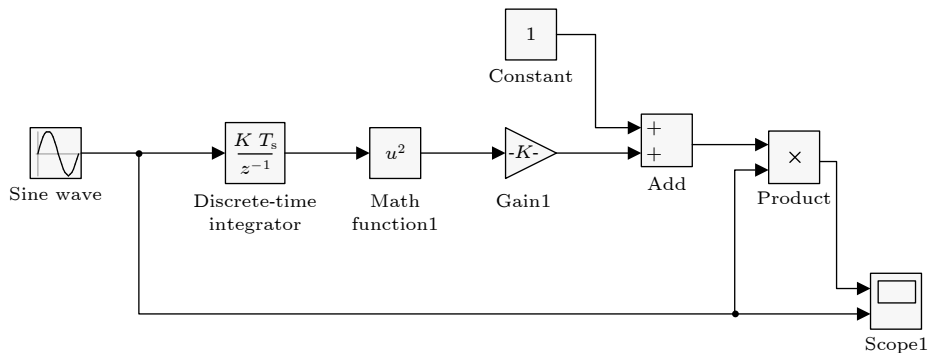 1
Constant
K Ts
z−1
u2
-K-
+
+
×
Sine wave
Discrete-time
integrator
Math
function1
Gain1
Add
Product
Scope1